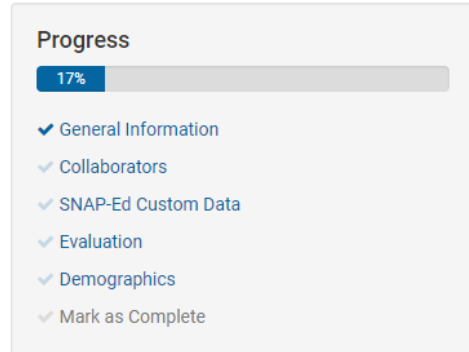 Progress
17%
General Information
Collaborators
SNAP-Ed Custom Data
Evaluation
Demographics
Mark as Complete